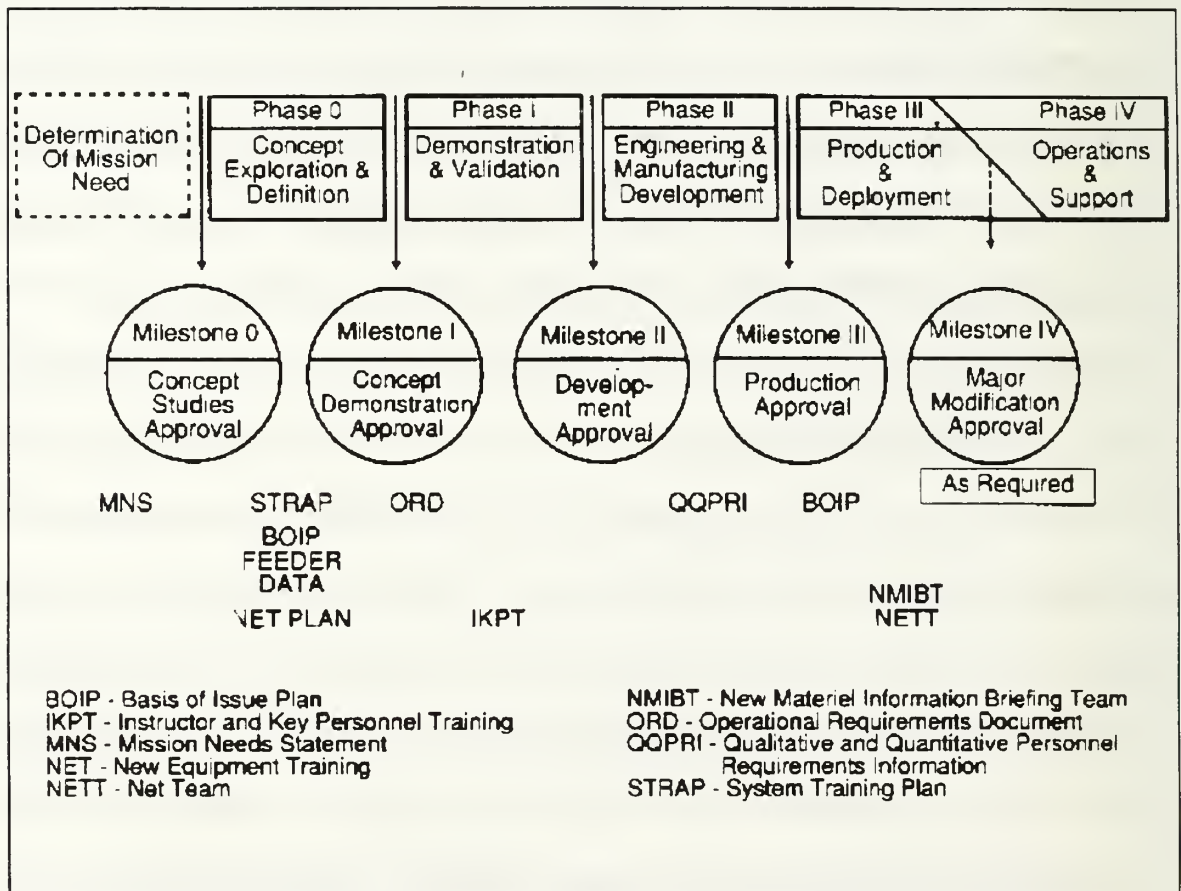 Determination
Of Mission
Need
Phase 0
Concept
Exploration &
Definition
Phase I
Demonstration
& Validation
Phase II
Engineering &
Manufacturing
Development
Phase III
Production
&
Deployment
Phase IV
Operations
&
Support
Milestone 0
Concept
Studies
Approval
Milestone I
Concept
Demonstration
Approval
Milestone II
Develop-
ment
Approval
Milestone III
Production
Approval
Milestone IV
Major
Modification
Approval
As Required
MNS STRAP ORD QQPRI BOIP
BOIP
FEEDER
DATA
NET PLAN IKPT
NMIBT
NETT
BOIP - Basis of Issue Plan
IKPT - Instructor and Key Personnel Training
MNS - Mission Needs Statement
NET - New Equipment Training
NETT - Net Team
NMIBT - New Materiel Information Briefing Team
ORD - Operational Requirements Document
QQPRI - Qualitative and Quantitative Personnel
Requirements Information
STRAP - System Training Plan